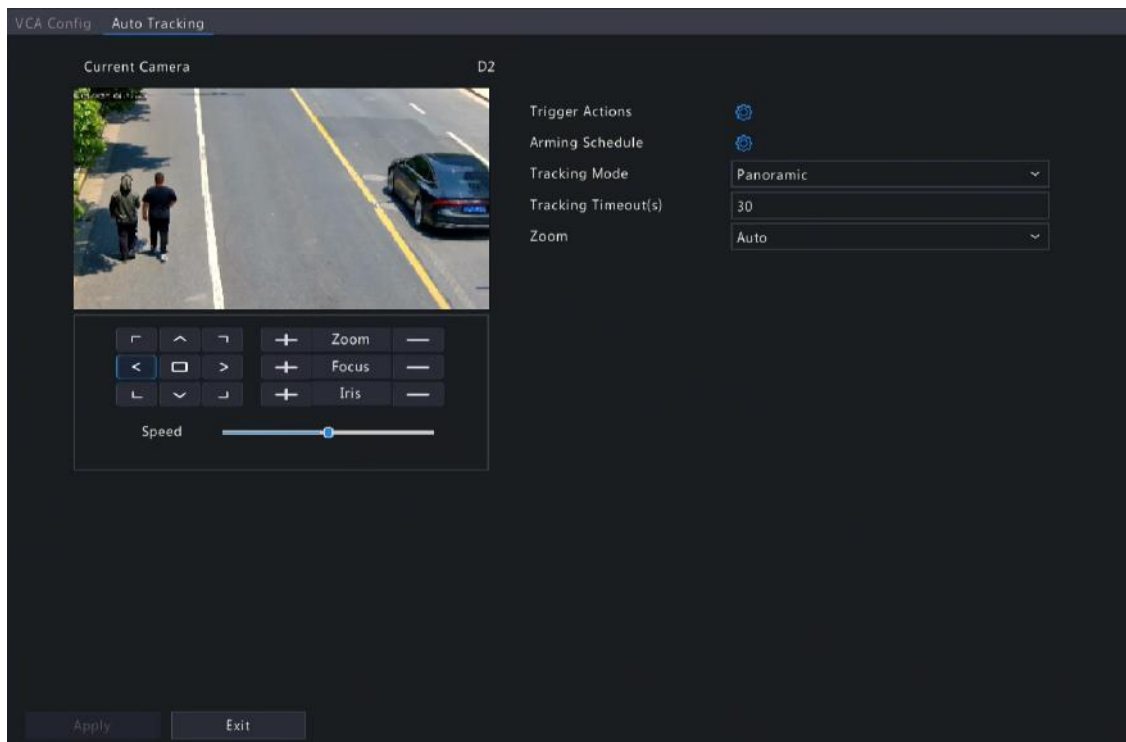 VCA Config Auto Tracking
Current Camera D2
Trigger Actions
Arming Schedule
Tracking Mode Panoramic
Tracking Timeout(s) 30
Zoom Auto
Zoom
Focus
Iris
Speed
Apply Exit